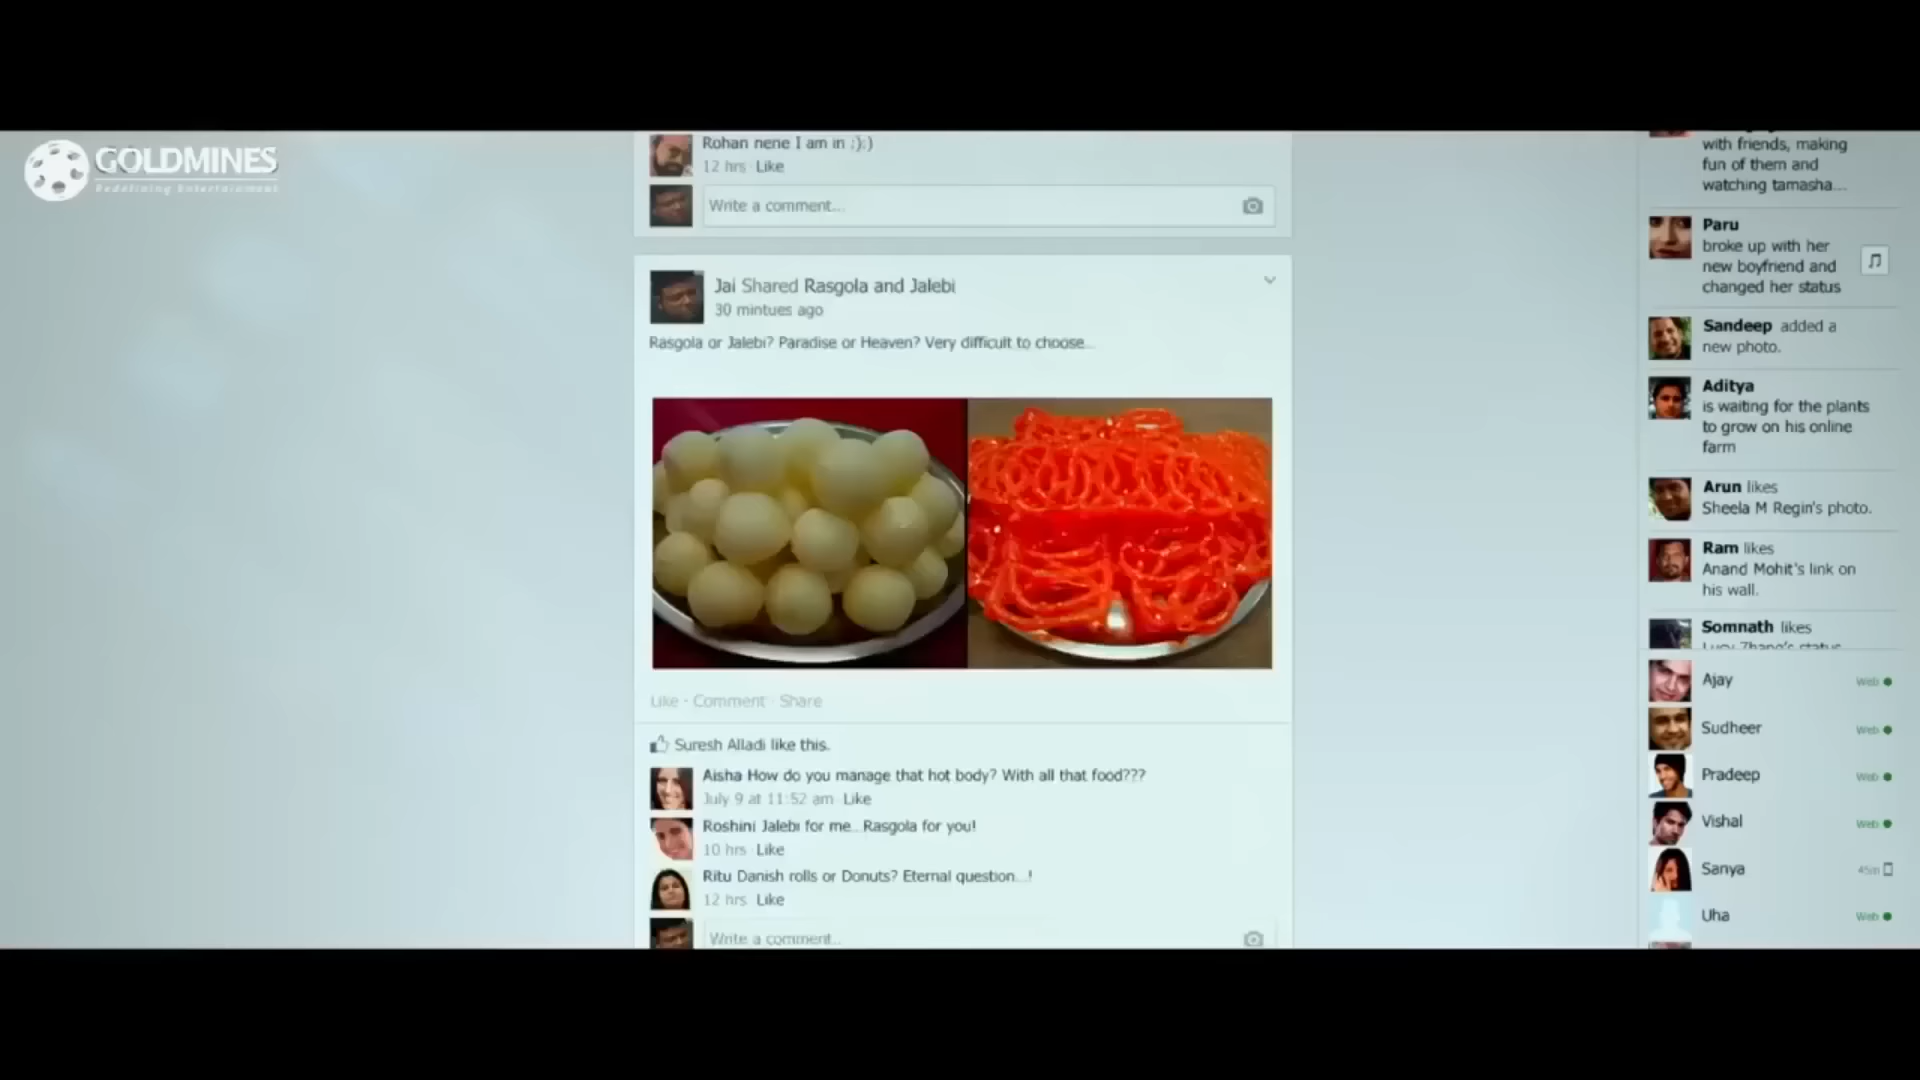 GOLDMINES
Redefining Entertainment
Rohan nene I am in :):)
12 hrs · Like
Write a comment...
Jai Shared Rasgola and Jalebi
30 mintues ago
Rasgola or Jalebi? Paradise or Heaven? Very difficult to choose...
Like · Comment · Share
Suresh Alladi like this.
Aisha How do you manage that hot body? With all that food???
July 9 at 11:52 am · Like
Roshini Jalebi for me...Rasgola for you!
10 hrs · Like
Ritu Danish rolls or Donuts? Eternal question...!
12 hrs · Like
Write a comment...
with friends, making
fun of them and
watching tamasha...
Paru
broke up with her
new boyfriend and
changed her status
Sandeep added a
new photo.
Aditya
is waiting for the plants
to grow on his online
farm
Arun likes
Sheela M Regin's photo.
Ram likes
Anand Mohit's link on
his wall.
Somnath likes
Lucy Zhang's status
Ajay Web
Sudheer Web
Pradeep Web
Vishal Web
Sanya 45m
Uha Web